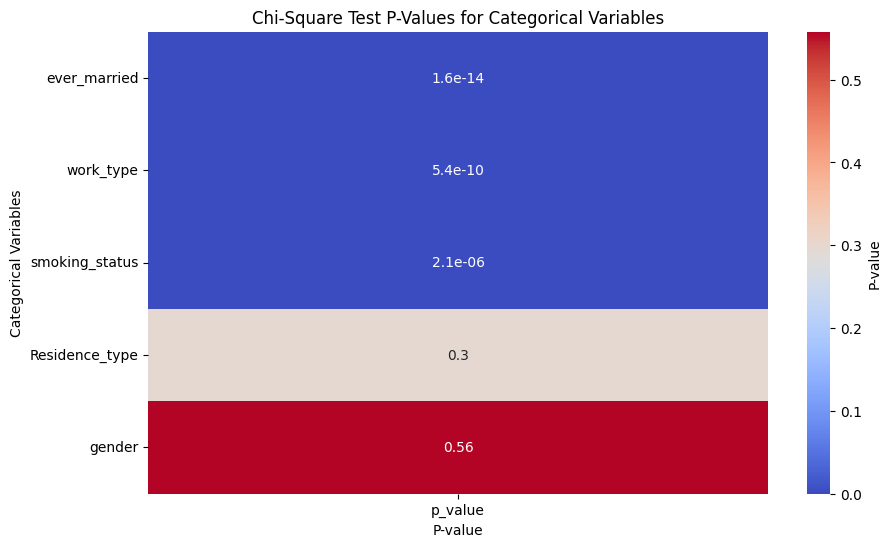 Chi-Square Test P-Values for Categorical Variables
Categorical Variables
ever_married
1.6e-14
work_type
5.4e-10
smoking_status
2.1e-06
Residence_type
0.3
gender
0.56
p_value
P-value
0.5
0.4
0.3
0.2
0.1
0.0
P-value